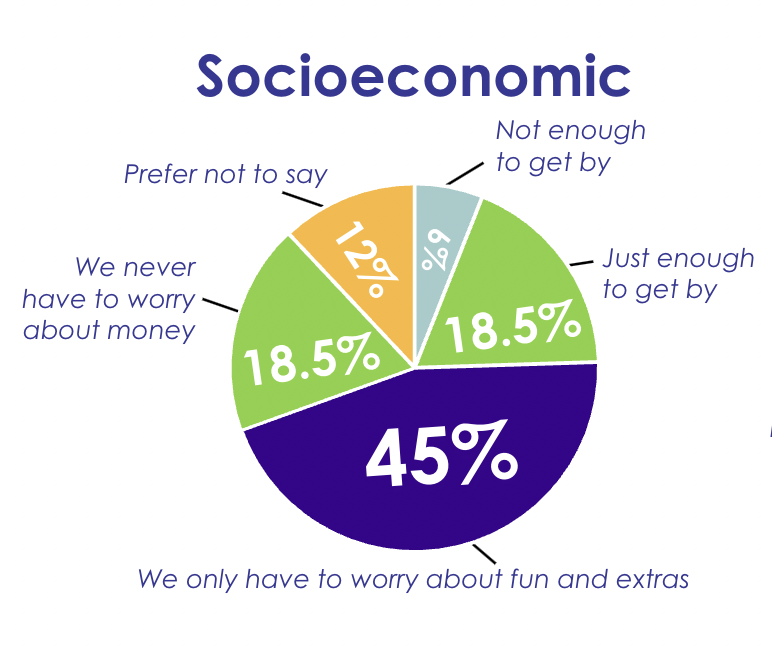 Socioeconomic
Not enough
to get by
Prefer not to say
12%
6%
Just enough
to get by
We never
have to worry
about money
18.5%
18.5%
45%
We only have to worry about fun and extras